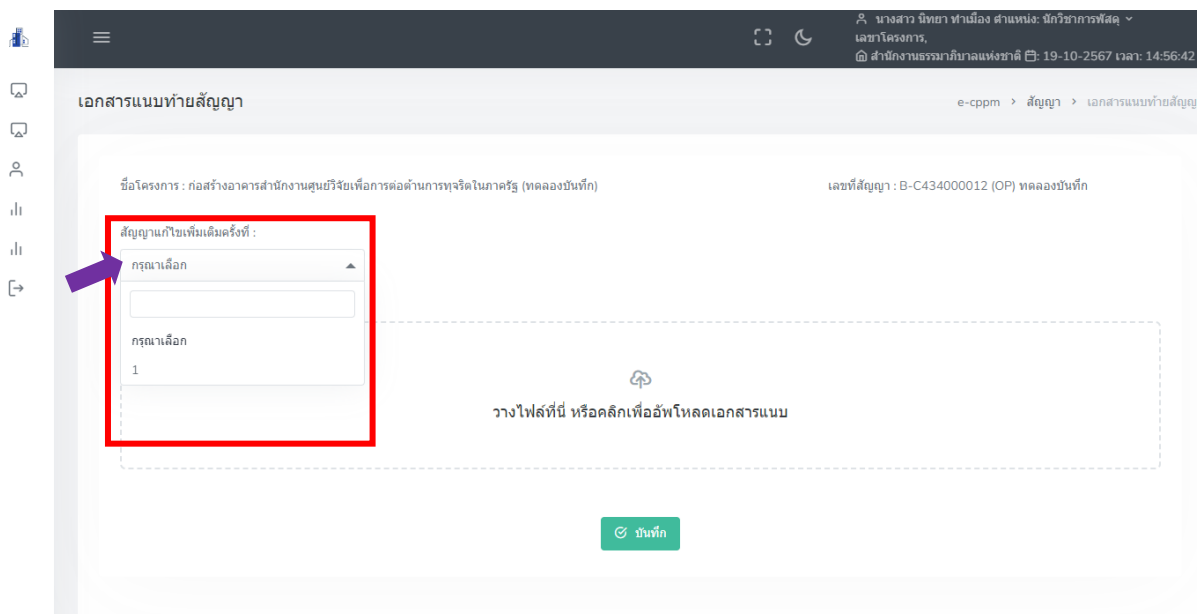 นางสาว นิทยา ทำเมือง ตำแหน่ง: นักวิชาการพัสดุ
เลขาโครงการ,
สำนักงานธรรมาภิบาลแห่งชาติ : 19-10-2567 เวลา: 14:56:42
เอกสารแนบท้ายสัญญา
e-cppm > สัญญา > เอกสารแนบท้ายสัญญ
ชื่อโครงการ : ก่อสร้างอาคารสำนักงานศูนย์วิจัยเพื่อการต่อต้านการทุจริตในภาครัฐ (ทดลองบันทึก)
เลขที่สัญญา : B-C434000012 (OP) ทดลองบันทึก
สัญญาแก้ไขเพิ่มเติมครั้งที่ :
กรุณาเลือก
กรุณาเลือก
1
วางไฟล์ที่นี่ หรือคลิกเพื่ออัพโหลดเอกสารแนบ
บันทึก